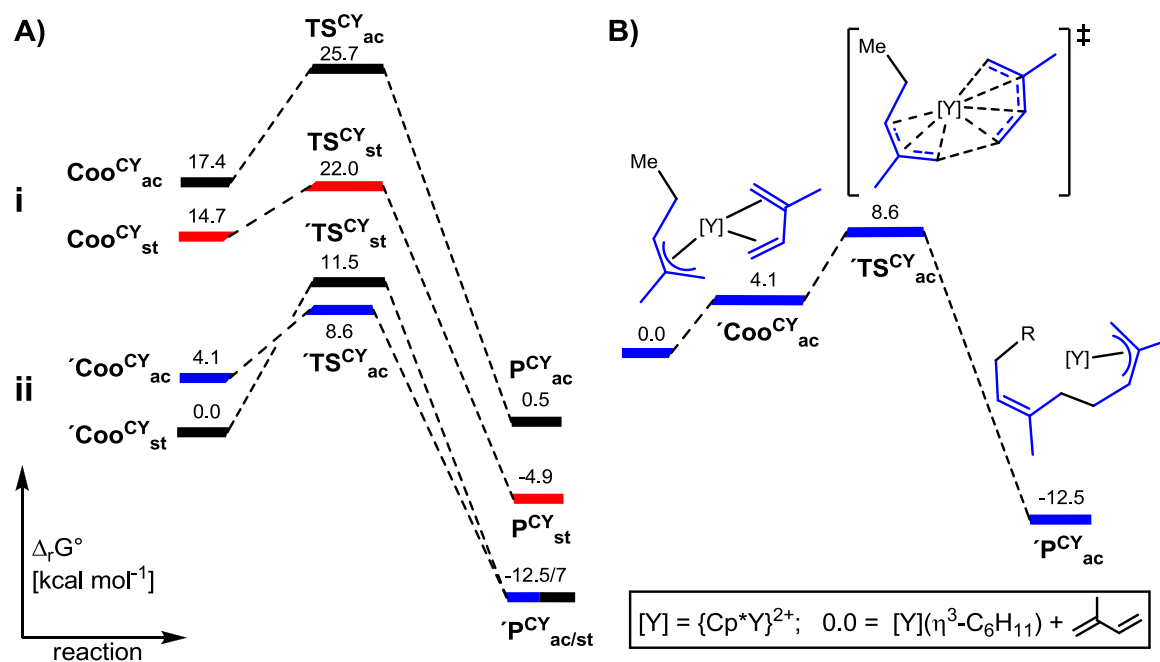 A)
TS^CY_ac
25.7
TS^CY_st
22.0
17.4
Coo^CY_ac
i
14.7
Coo^CY_st
´TS^CY_st
11.5
8.6
´TS^CY_ac
4.1
´Coo^CY_ac
ii
0.0
´Coo^CY_st
P^CY_ac
0.5
-4.9
P^CY_st
-12.5/7
´P^CY_ac/st
Δ_rG°
[kcal mol⁻¹]
reaction
B)
Me
[Y]
‡
Me
[Y]
8.6
´TS^CY_ac
4.1
´Coo^CY_ac
0.0
R
[Y]
-12.5
´P^CY_ac
[Y] = {Cp*Y}²⁺; 0.0 = [Y](η³-C₆H₁₁) +